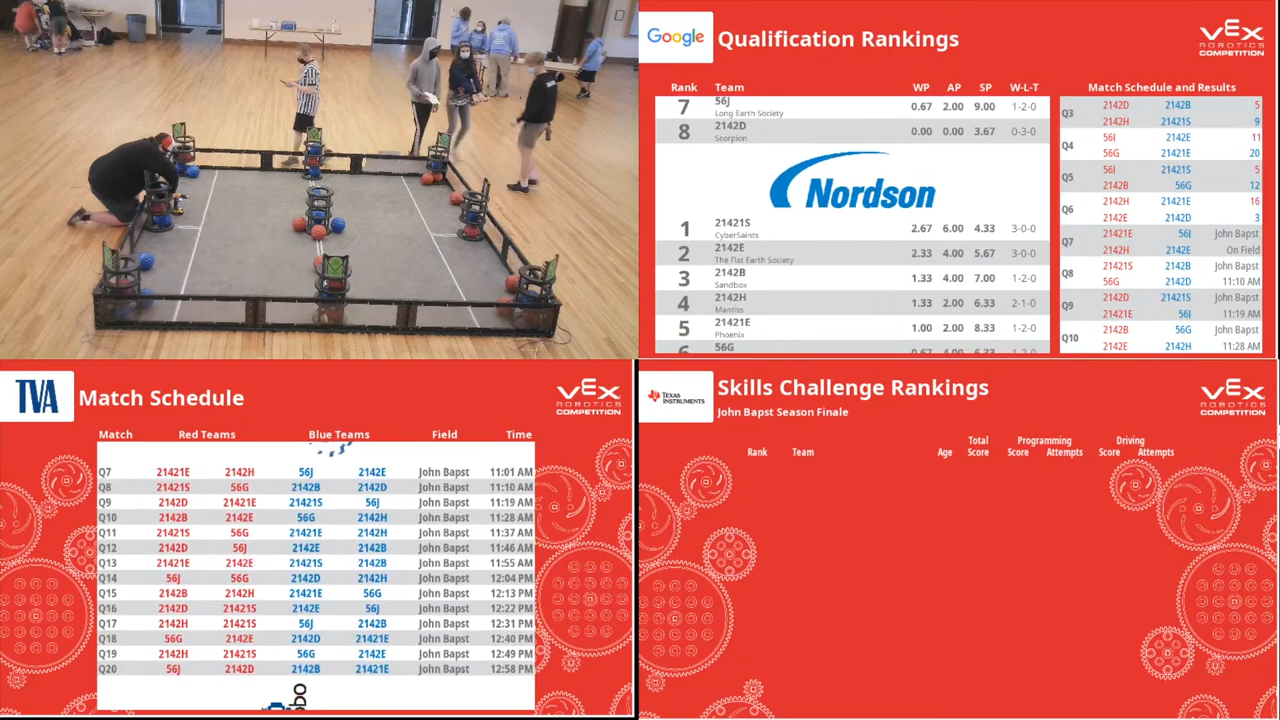 Google
Qualification Rankings
VEX
ROBOTICS
COMPETITION
Rank Team WP AP SP W-L-T
7 56J 0.67 2.00 9.00 1-2-0
Long Earth Society
8 2142D 0.00 0.00 3.67 0-3-0
Scorpion
Nordson
1 21421S 2.67 6.00 4.33 3-0-0
CyberSaints
2 2142E 2.33 4.00 5.67 3-0-0
The Flat Earth Society
3 2142B 1.33 4.00 7.00 1-2-0
Sandbox
4 2142H 1.33 2.00 6.33 2-1-0
Mantiss
5 21421E 1.00 2.00 8.33 1-2-0
Phoenix
6 56G 0.67 4.00 6.33 1-2-0
Match Schedule and Results
Q3 2142D 2142B 5
2142H 21421S 9
Q4 56J 2142E 11
56G 21421E 20
Q5 56J 21421S 5
2142B 56G 12
Q6 2142H 21421E 16
2142E 2142D 3
Q7 21421E 56J John Bapst
2142H 2142E On Field
Q8 21421S 2142B John Bapst
56G 2142D 11:10 AM
Q9 2142D 21421S John Bapst
21421E 56J 11:19 AM
Q10 2142B 56G John Bapst
2142E 2142H 11:28 AM
TVA
Match Schedule
VEX
ROBOTICS
COMPETITION
Match Red Teams Blue Teams Field Time
Q7 21421E 2142H 56J 2142E John Bapst 11:01 AM
Q8 21421S 56G 2142B 2142D John Bapst 11:10 AM
Q9 2142D 21421E 21421S 56J John Bapst 11:19 AM
Q10 2142B 2142E 56G 2142H John Bapst 11:28 AM
Q11 21421S 56G 21421E 2142H John Bapst 11:37 AM
Q12 2142D 56J 2142E 2142B John Bapst 11:46 AM
Q13 21421E 2142E 21421S 2142B John Bapst 11:55 AM
Q14 56J 56G 2142D 2142H John Bapst 12:04 PM
Q15 2142B 2142H 21421E 56G John Bapst 12:13 PM
Q16 2142D 21421S 2142E 56J John Bapst 12:22 PM
Q17 2142H 21421S 56J 2142B John Bapst 12:31 PM
Q18 56G 2142E 2142D 21421E John Bapst 12:40 PM
Q19 2142H 21421S 56G 2142E John Bapst 12:49 PM
Q20 56J 2142D 2142B 21421E John Bapst 12:58 PM
TEXAS
INSTRUMENTS
Skills Challenge Rankings
John Bapst Season Finale
VEX
ROBOTICS
COMPETITION
Total Programming Driving
Rank Team Age Score Score Attempts Score Attempts